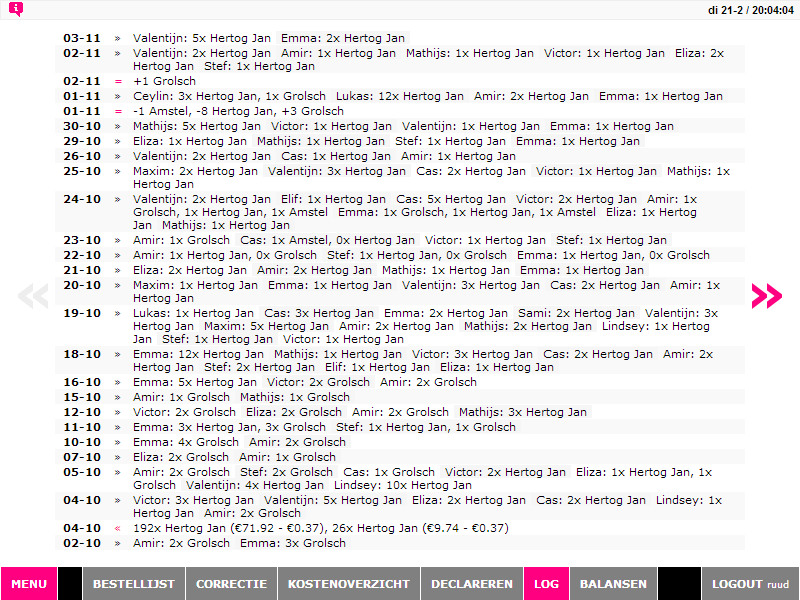 di 21-2 / 20:04:04
03-11 » Valentijn: 5x Hertog Jan Emma: 2x Hertog Jan
02-11 » Valentijn: 2x Hertog Jan Amir: 1x Hertog Jan Mathijs: 1x Hertog Jan Victor: 1x Hertog Jan Eliza: 2x
Hertog Jan Stef: 1x Hertog Jan
02-11 = +1 Grolsch
01-11 » Ceylin: 3x Hertog Jan, 1x Grolsch Lukas: 12x Hertog Jan Amir: 2x Hertog Jan Emma: 1x Hertog Jan
01-11 = -1 Amstel, -8 Hertog Jan, +3 Grolsch
30-10 » Mathijs: 5x Hertog Jan Victor: 1x Hertog Jan Valentijn: 1x Hertog Jan Emma: 1x Hertog Jan
29-10 » Eliza: 1x Hertog Jan Mathijs: 1x Hertog Jan Stef: 1x Hertog Jan Emma: 1x Hertog Jan
26-10 » Valentijn: 2x Hertog Jan Cas: 1x Hertog Jan Amir: 1x Hertog Jan
25-10 » Maxim: 2x Hertog Jan Valentijn: 3x Hertog Jan Cas: 2x Hertog Jan Victor: 1x Hertog Jan Mathijs: 1x
Hertog Jan
24-10 » Valentijn: 2x Hertog Jan Elif: 1x Hertog Jan Cas: 5x Hertog Jan Victor: 2x Hertog Jan Amir: 1x
Grolsch, 1x Hertog Jan, 1x Amstel Emma: 1x Grolsch, 1x Hertog Jan, 1x Amstel Eliza: 1x Hertog
Jan Mathijs: 1x Hertog Jan
23-10 » Amir: 1x Grolsch Cas: 1x Amstel, 0x Hertog Jan Victor: 1x Hertog Jan Stef: 1x Hertog Jan
22-10 » Amir: 1x Hertog Jan, 0x Grolsch Stef: 1x Hertog Jan, 0x Grolsch Emma: 1x Hertog Jan, 0x Grolsch
21-10 » Eliza: 2x Hertog Jan Amir: 2x Hertog Jan Mathijs: 1x Hertog Jan Emma: 1x Hertog Jan
20-10 » Maxim: 1x Hertog Jan Emma: 1x Hertog Jan Valentijn: 3x Hertog Jan Cas: 2x Hertog Jan Amir: 1x
Hertog Jan
19-10 » Lukas: 1x Hertog Jan Cas: 3x Hertog Jan Emma: 2x Hertog Jan Sami: 2x Hertog Jan Valentijn: 3x
Hertog Jan Maxim: 5x Hertog Jan Amir: 2x Hertog Jan Mathijs: 2x Hertog Jan Lindsey: 1x Hertog
Jan Stef: 1x Hertog Jan Victor: 1x Hertog Jan
18-10 » Emma: 12x Hertog Jan Mathijs: 1x Hertog Jan Victor: 3x Hertog Jan Cas: 2x Hertog Jan Amir: 2x
Hertog Jan Stef: 2x Hertog Jan Elif: 1x Hertog Jan Eliza: 1x Hertog Jan
16-10 » Emma: 5x Hertog Jan Victor: 2x Grolsch Amir: 2x Grolsch
15-10 » Amir: 1x Grolsch Mathijs: 1x Grolsch
12-10 » Victor: 2x Grolsch Eliza: 2x Grolsch Amir: 2x Grolsch Mathijs: 3x Hertog Jan
11-10 » Emma: 3x Hertog Jan, 3x Grolsch Stef: 1x Hertog Jan, 1x Grolsch
10-10 » Emma: 4x Grolsch Amir: 2x Grolsch
07-10 » Eliza: 2x Grolsch Amir: 1x Grolsch
05-10 » Amir: 2x Grolsch Stef: 2x Grolsch Cas: 1x Grolsch Victor: 2x Hertog Jan Eliza: 1x Hertog Jan, 1x
Grolsch Valentijn: 4x Hertog Jan Lindsey: 10x Hertog Jan
04-10 » Victor: 3x Hertog Jan Valentijn: 5x Hertog Jan Eliza: 2x Hertog Jan Cas: 2x Hertog Jan Lindsey: 1x
Hertog Jan Amir: 2x Grolsch
04-10 « 192x Hertog Jan (€71.92 - €0.37), 26x Hertog Jan (€9.74 - €0.37)
02-10 » Amir: 2x Grolsch Emma: 3x Grolsch
« »
MENU BESTELLIJST CORRECTIE KOSTENOVERZICHT DECLAREREN LOG BALANSEN LOGOUT ruud